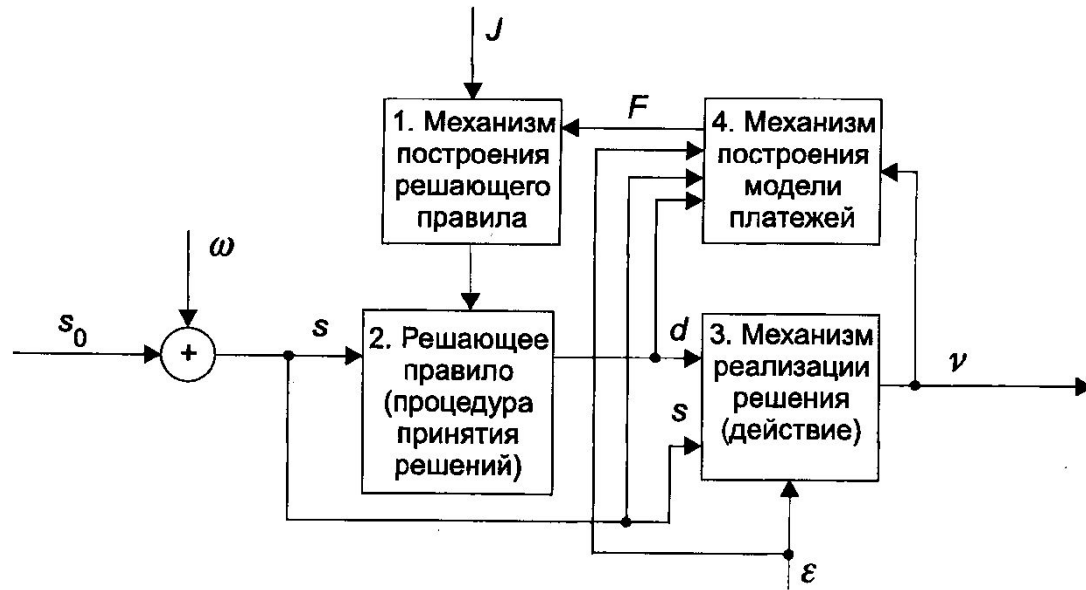 J
1. Механизм
построения
решающего
правила
F
4. Механизм
построения
модели
платежей
ω
s₀
+
s
2. Решающее
правило
(процедура
принятия
решений)
d
s
3. Механизм
реализации
решения
(действие)
ν
ε